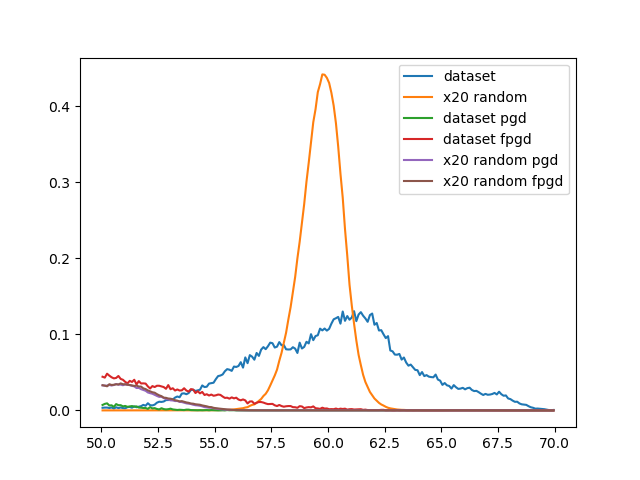 dataset
x20 random
dataset pgd
dataset fpgd
x20 random pgd
x20 random fpgd
0.4
0.3
0.2
0.1
0.0
50.0 52.5 55.0 57.5 60.0 62.5 65.0 67.5 70.0